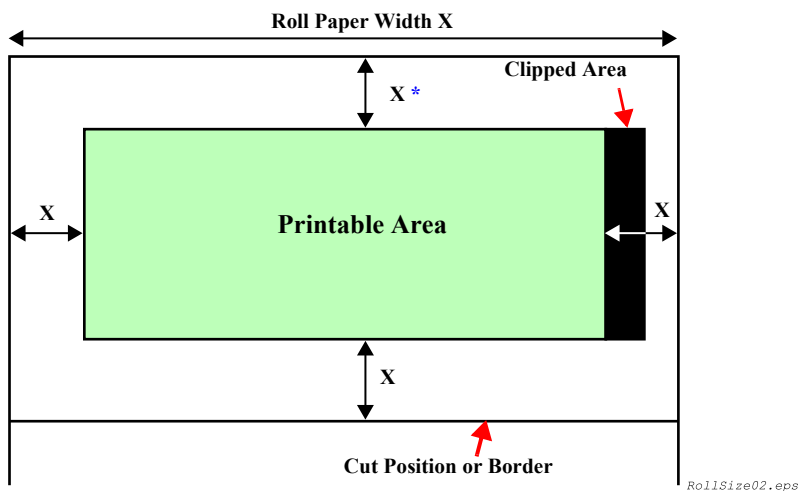 Roll Paper Width X
Clipped Area
X *
X
X
Printable Area
X
Cut Position or Border
RollSize02.eps